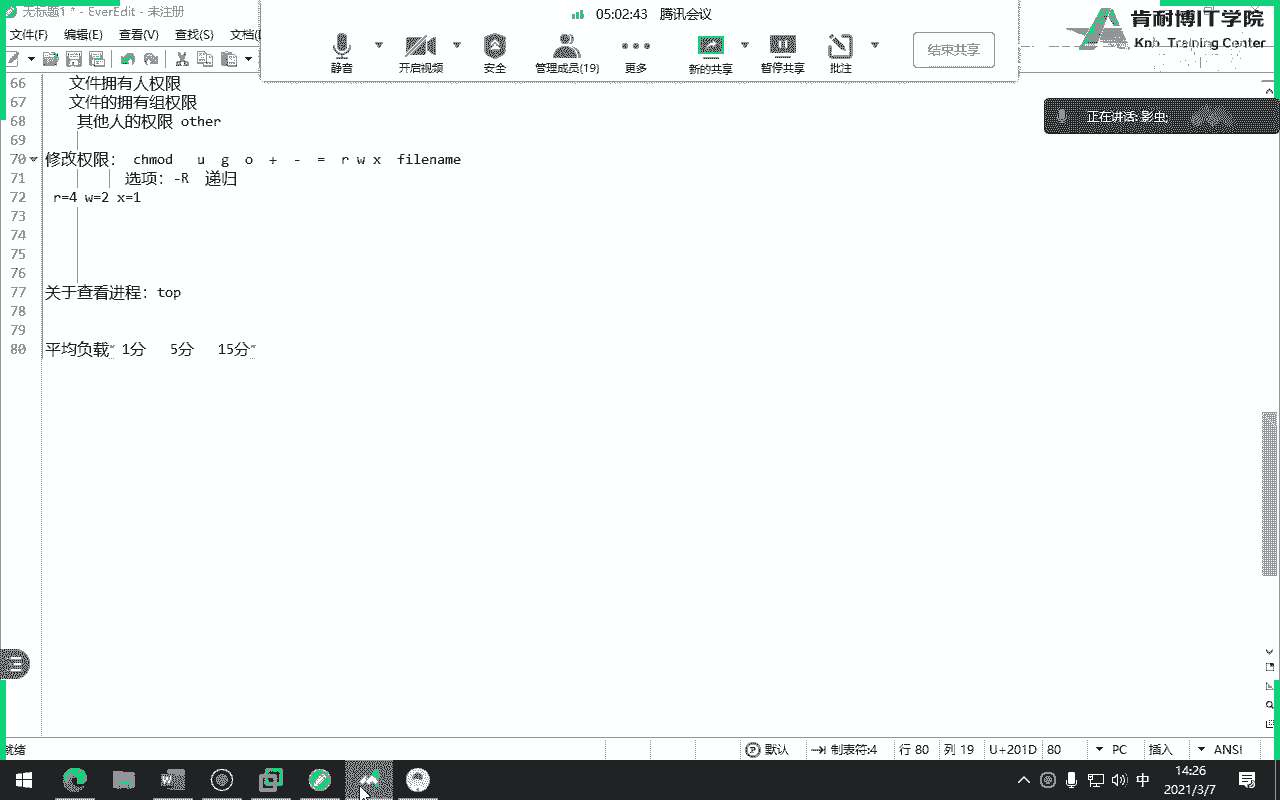 无标题1 * - EverEdit - 未注册
05:02:43 腾讯会议
肯耐博IT学院
Knb Training Center
文件(F) 编辑(E) 查看(V) 查找(S) 文档(
静音 开启视频 安全 管理成员(19) 更多 新的共享 暂停共享 批注 结束共享
正在讲话: 影虫;
66 文件拥有人权限
67 文件的拥有组权限
68 其他人的权限 other
69
70 修改权限: chmod u g o + - = r w x filename
71 选项: -R 递归
72 r=4 w=2 x=1
73
74
75
76
77 关于查看进程: top
78
79
80 平均负载“ 1分 5分 15分”
就绪 默认 制表符:4 行 80 列 19 U+201D 80 PC 插入 ANSI
中 14:26
2021/3/7